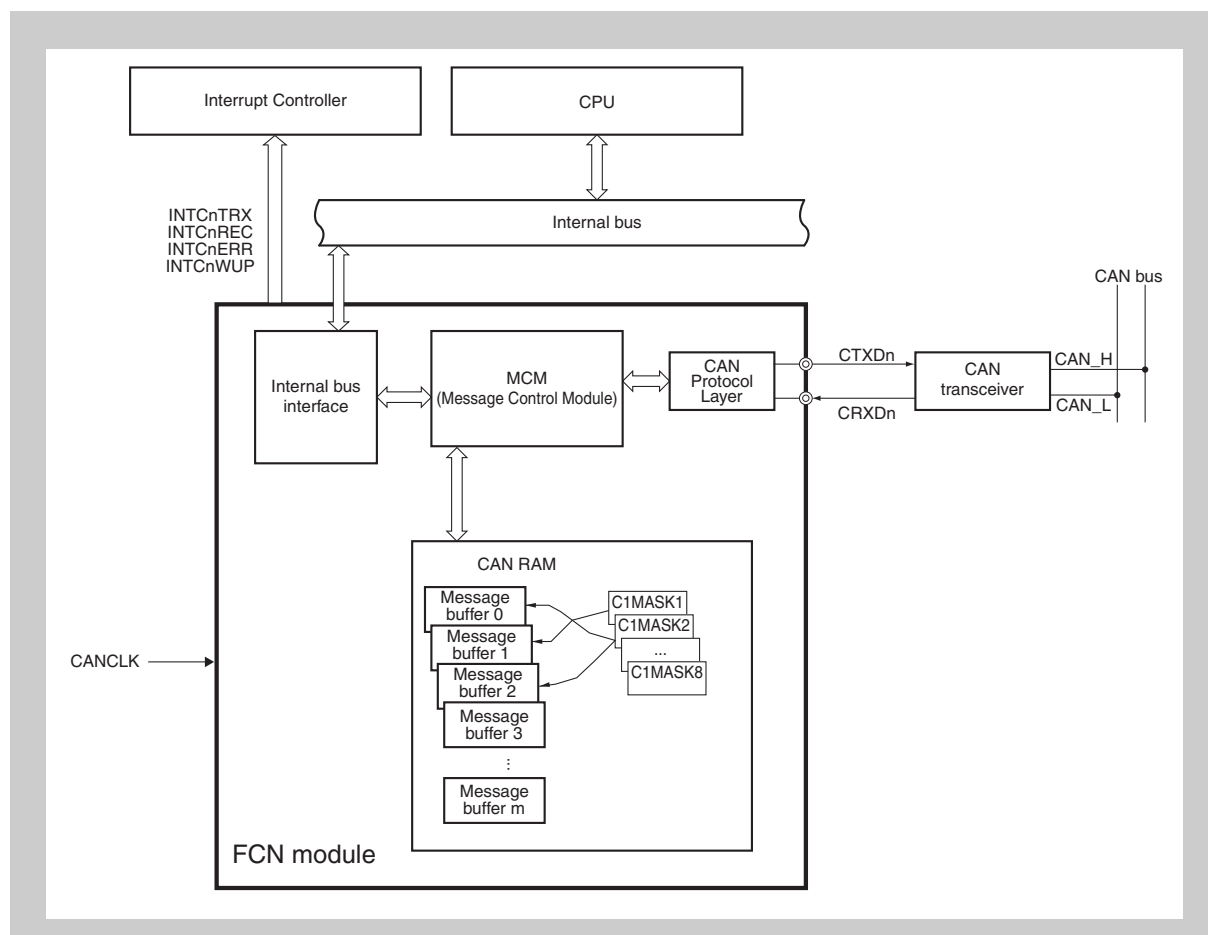 Interrupt Controller
CPU
INTCnTRX
INTCnREC
INTCnERR
INTCnWUP
Internal bus
CAN bus
Internal bus
interface
MCM
(Message Control Module)
CAN
Protocol
Layer
CTXDn
CRXDn
CAN
transceiver
CAN_H
CAN_L
CAN RAM
Message
buffer 0
Message
buffer 1
Message
buffer 2
Message
buffer 3
...
Message
buffer m
C1MASK1
C1MASK2
...
C1MASK8
CANCLK
FCN module